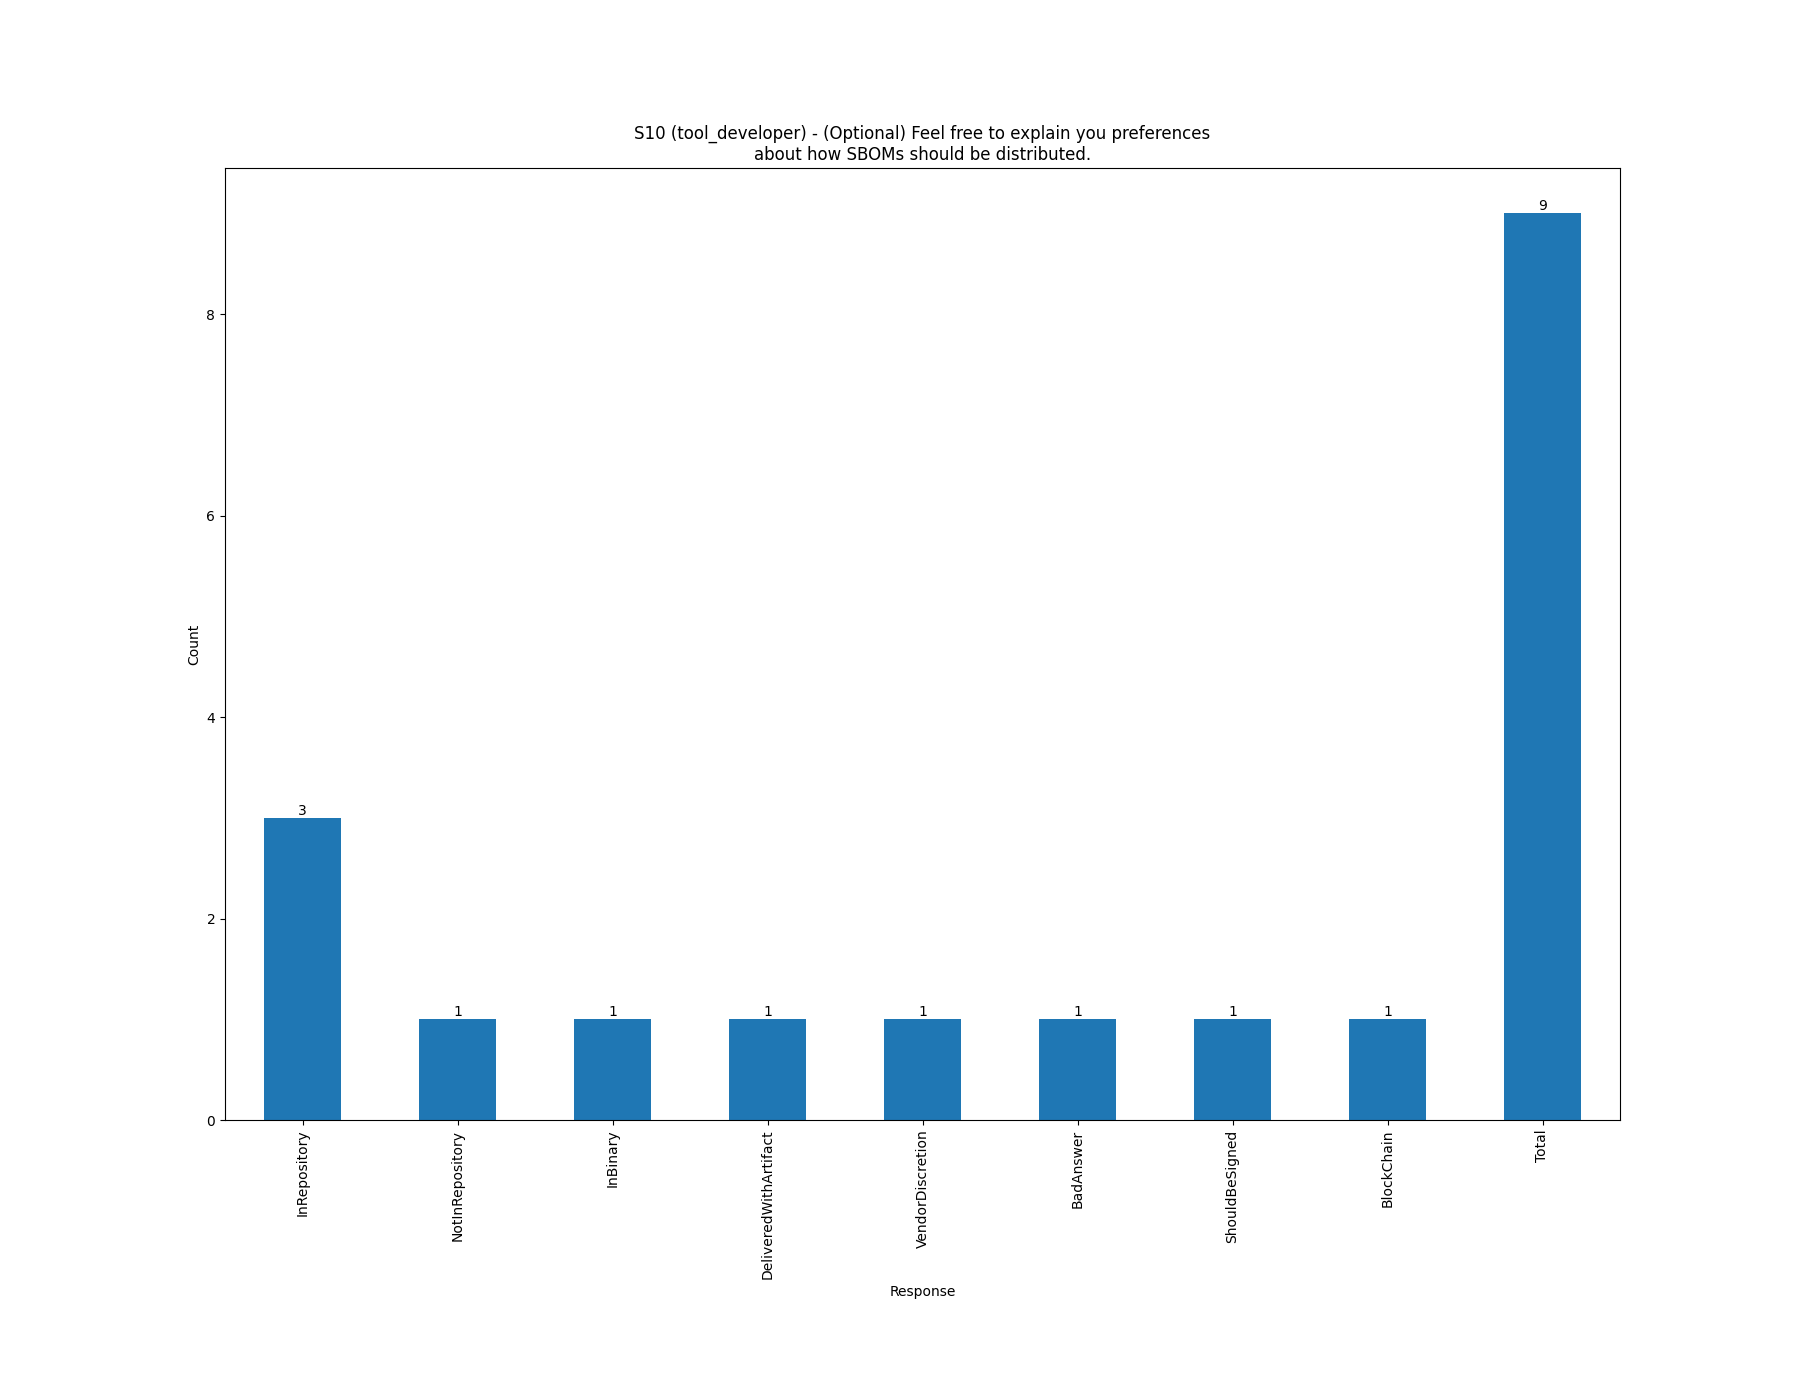 S10 (tool_developer) - (Optional) Feel free to explain you preferences
about how SBOMs should be distributed.
9
8
6
Count
4
3
2
1 1 1 1 1 1 1
0
InRepository
NotInRepository
InBinary
DeliveredWithArtifact
VendorDiscretion
BadAnswer
ShouldBeSigned
BlockChain
Total
Response